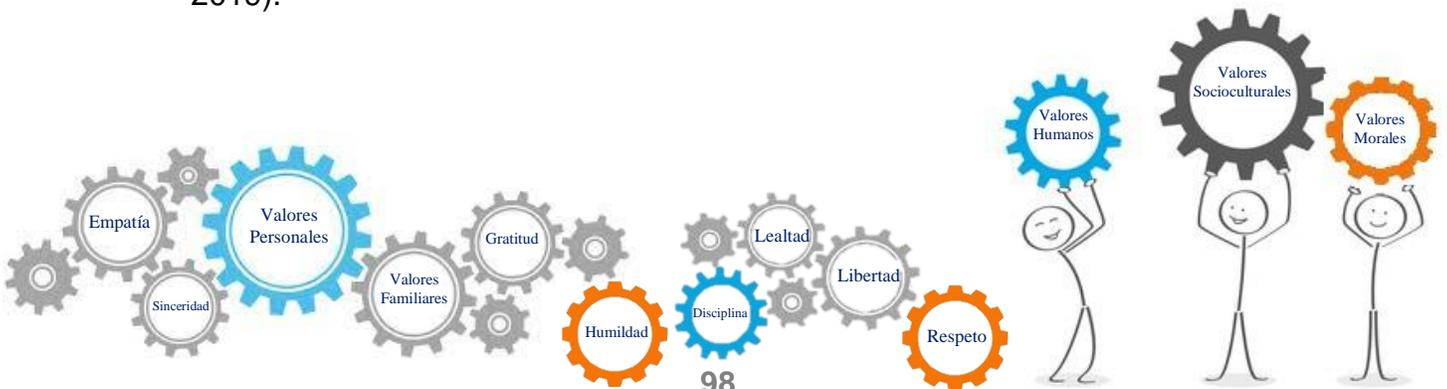 2019).
Empatía
Sinceridad
Valores
Personales
Valores
Familiares
Gratitud
Humildad
Disciplina
Lealtad
Libertad
Respeto
Valores
Humanos
Valores
Socioculturales
Valores
Morales
98